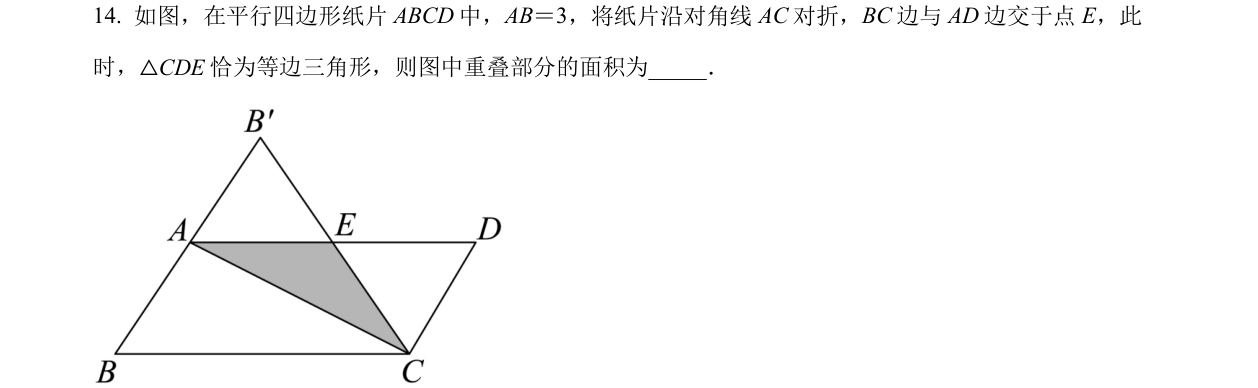 14. 如图，在平行四边形纸片 ABCD 中，AB＝3，将纸片沿对角线 AC 对折，BC 边与 AD 边交于点 E，此
时，△CDE 恰为等边三角形，则图中重叠部分的面积为_____．
B′
A
E
D
B
C